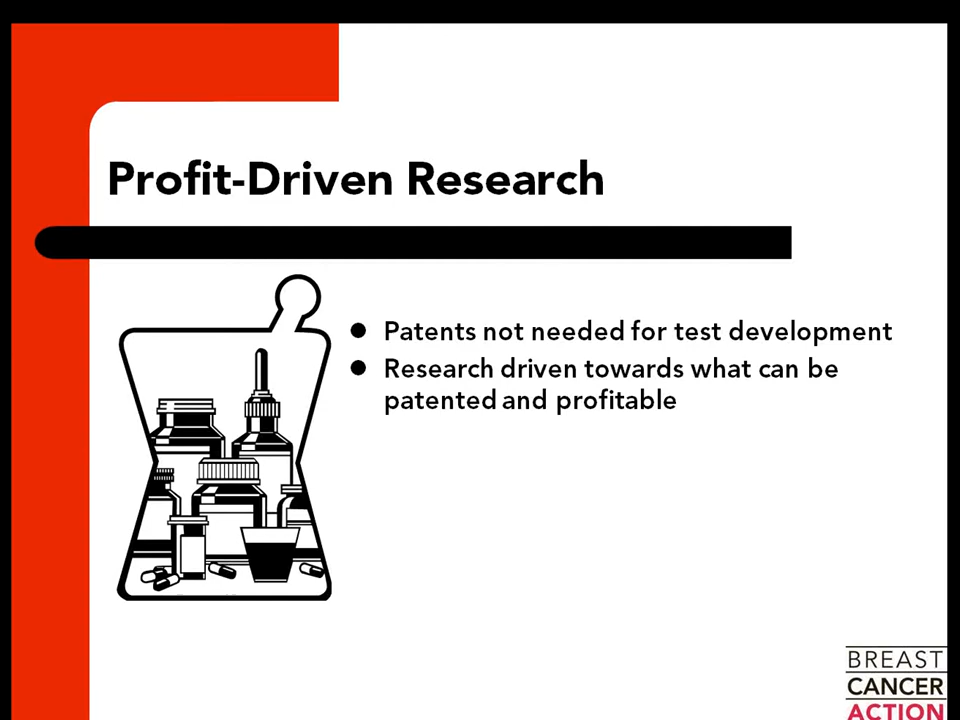 Profit-Driven Research
Patents not needed for test development
Research driven towards what can be
patented and profitable
BREAST
CANCER
ACTION